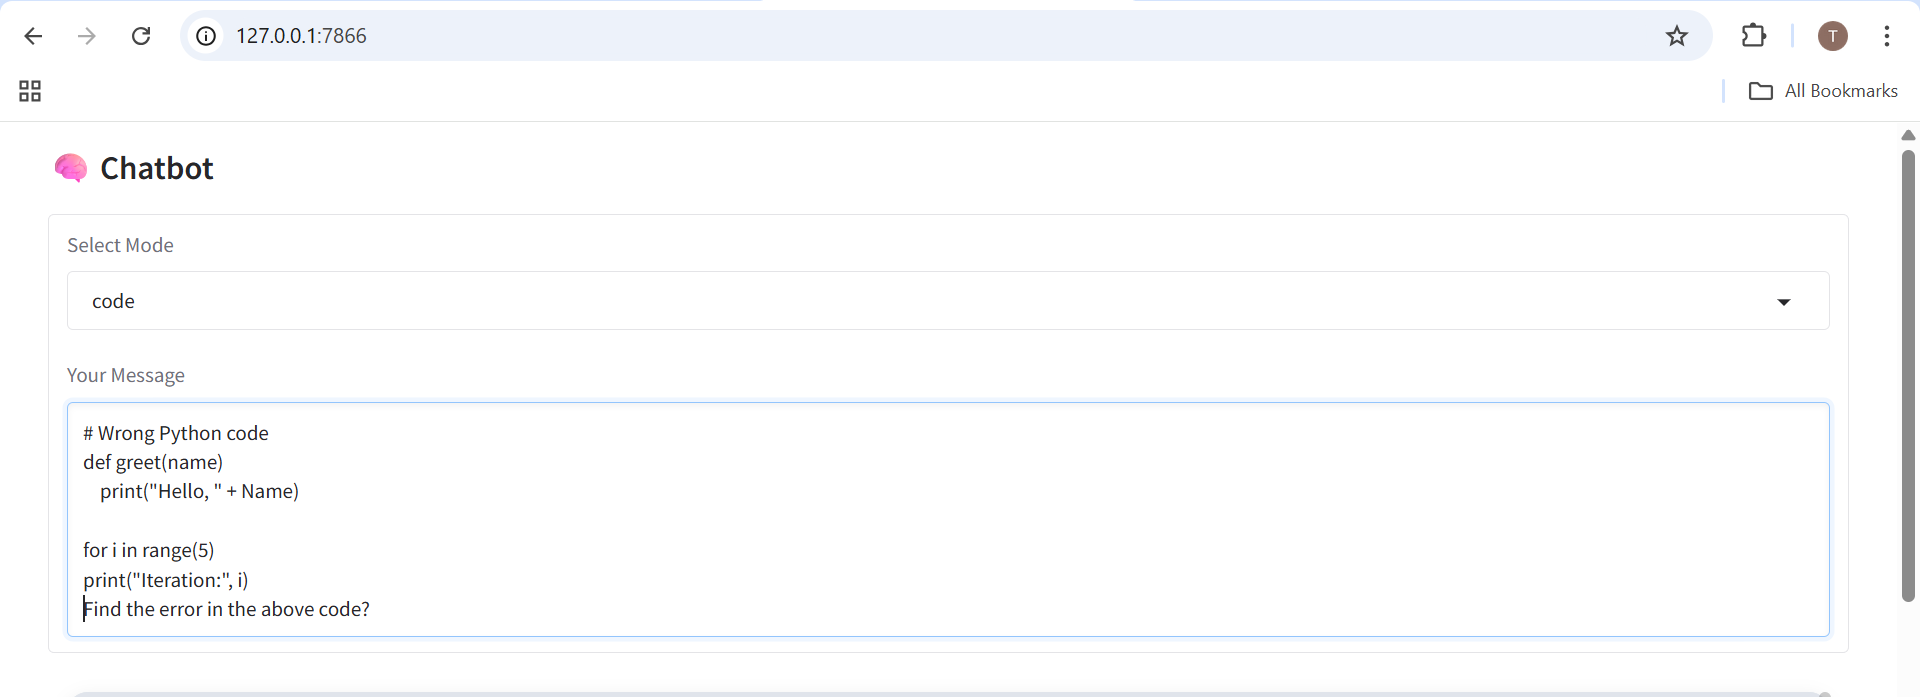 127.0.0.1:7866
T
All Bookmarks
Chatbot
Select Mode
code
Your Message
# Wrong Python code
def greet(name)
    print("Hello, " + Name)
for i in range(5)
print("Iteration:", i)
Find the error in the above code?